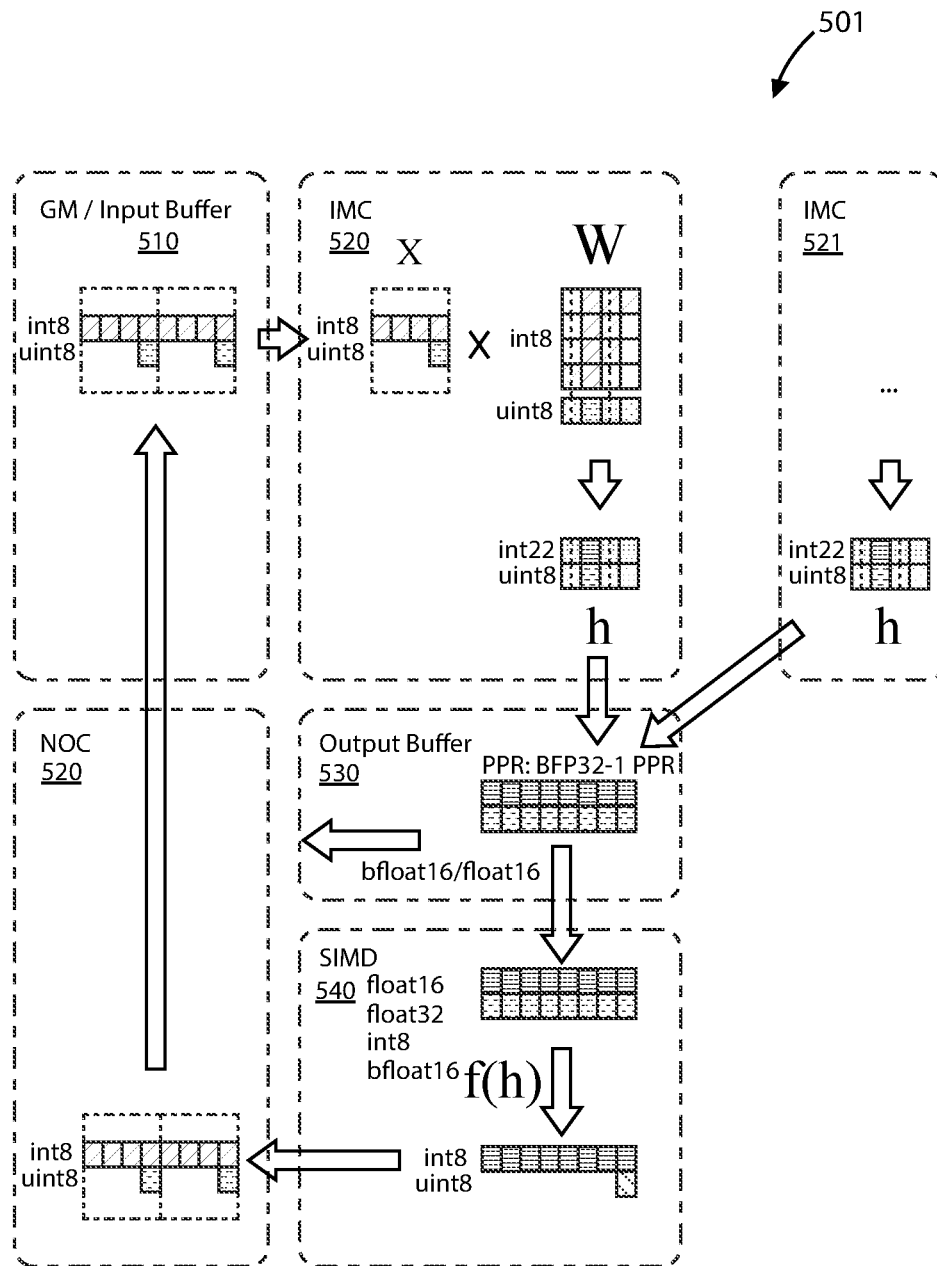 501
GM / Input Buffer
510
int8
uint8
IMC
520
X
int8
uint8
X
W
int8
uint8
int22
uint8
h
IMC
521
...
int22
uint8
h
NOC
520
Output Buffer
530
PPR: BFP32-1 PPR
bfloat16/float16
SIMD
540
float16
float32
int8
bfloat16
f(h)
int8
uint8
int8
uint8